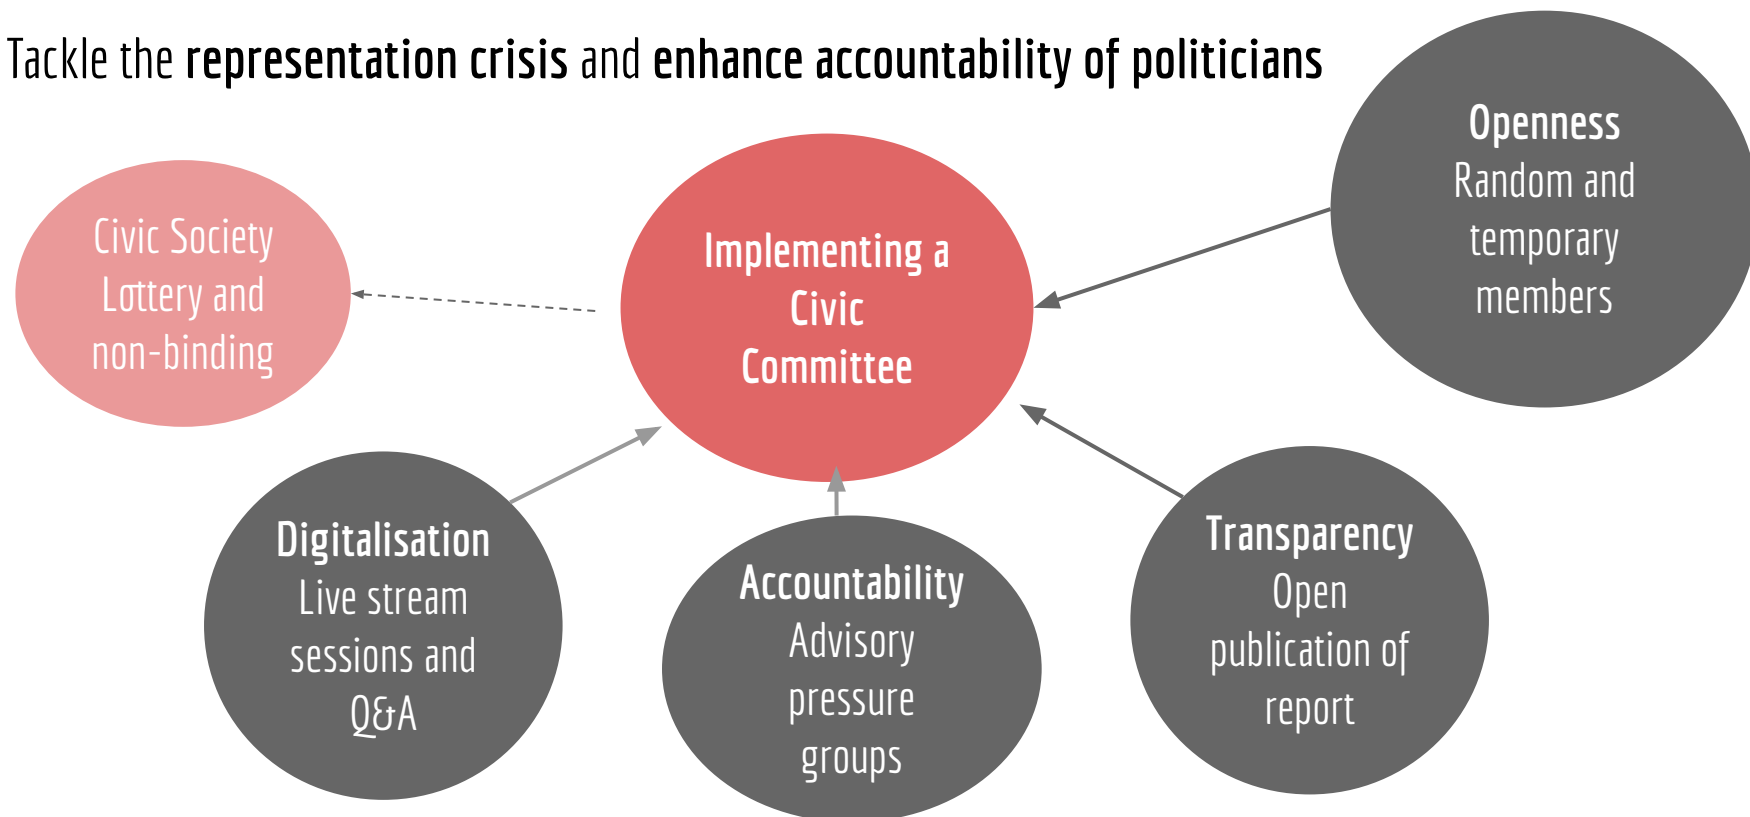 Tackle the representation crisis and enhance accountability of politicians
Openness
Random and
temporary
members
Civic Society
Lottery and
non-binding
Implementing a
Civic
Committee
Digitalisation
Live stream
sessions and
Q&A
Accountability
Advisory
pressure
groups
Transparency
Open
publication of
report